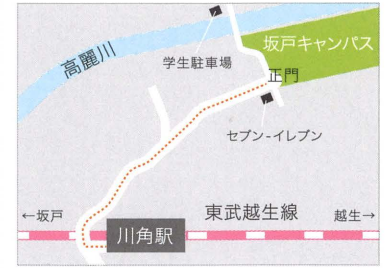 高麗川
学生駐車場
坂戸キャンパス
正門
セブン-イレブン
東武越生線
←坂戸
越生→
川角駅